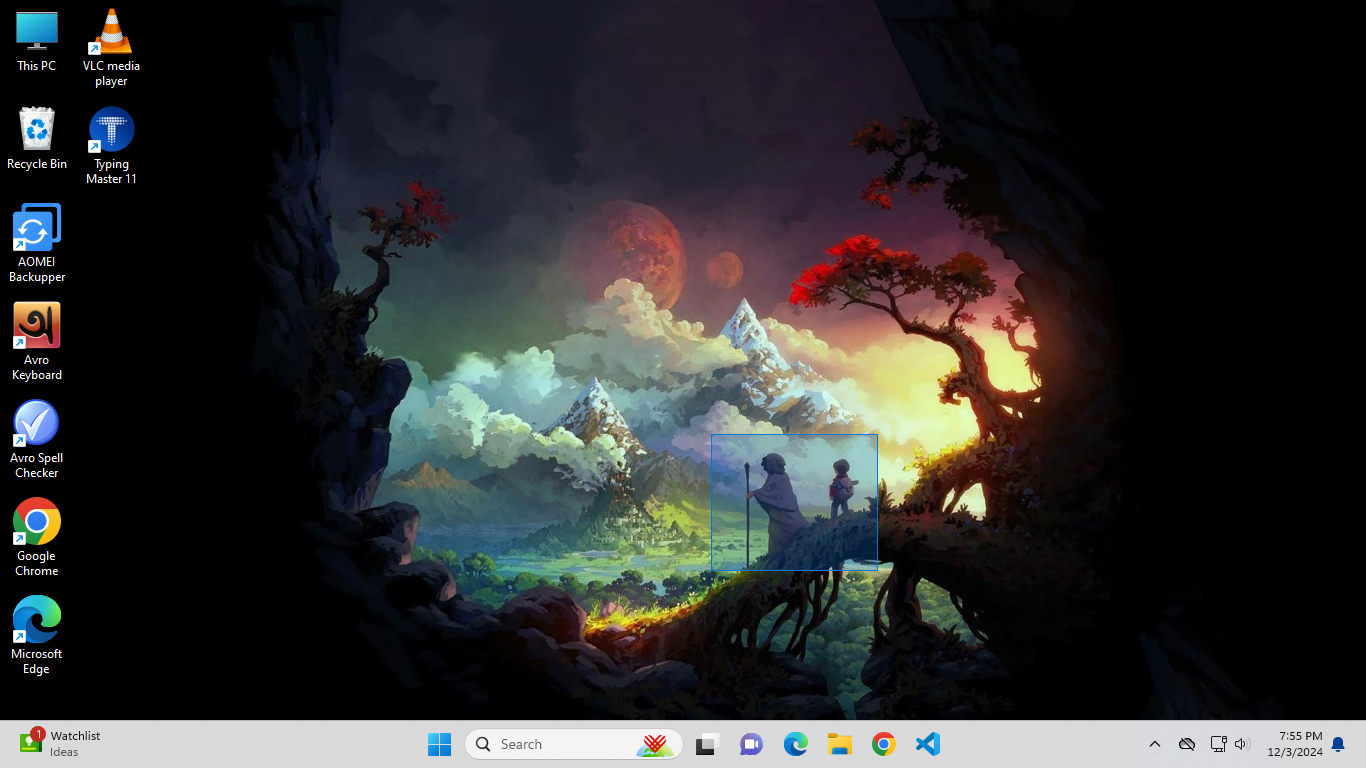 This PC
VLC media
player
Recycle Bin
Typing
Master 11
AOMEI
Backupper
অ
Avro
Keyboard
Avro Spell
Checker
Google
Chrome
Microsoft
Edge
1
Watchlist
Ideas
Search
7:55 PM
12/3/2024